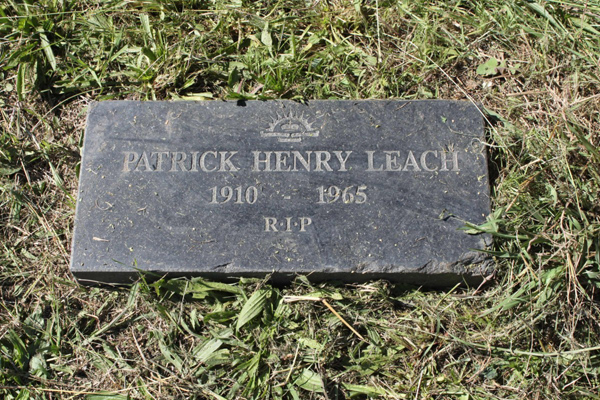 PATRICK HENRY LEACH
1910 - 1965
R·I·P